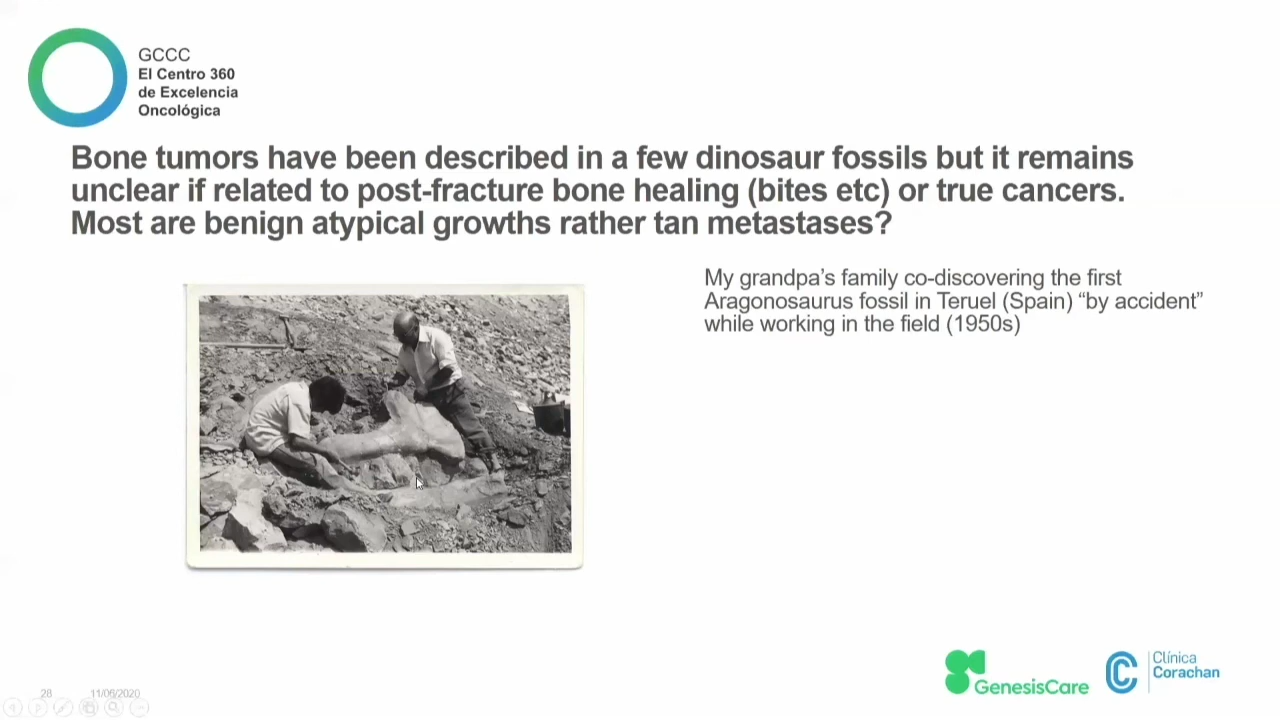 GCCC
El Centro 360
de Excelencia
Oncológica
Bone tumors have been described in a few dinosaur fossils but it remains
unclear if related to post-fracture bone healing (bites etc) or true cancers.
Most are benign atypical growths rather tan metastases?
My grandpa’s family co-discovering the first
Aragonosaurus fossil in Teruel (Spain) “by accident”
while working in the field (1950s)
28 11/06/2020
GenesisCare
Clínica
Corachan